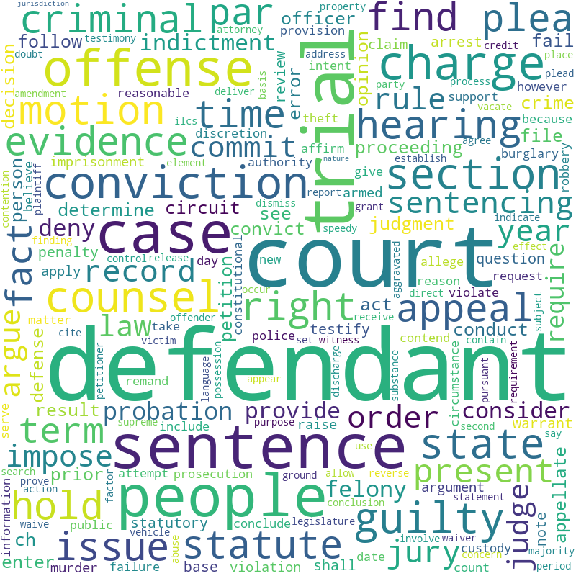 jurisdiction
doubt
testimony
property
attorney
criminal
par
officer
provision
find
plea
follow
indictment
address
claim
arrest
credit
place
fail
decision
amendment
reasonable
deliver
basis
review
error
intent
party
process
plead
opinion
however
because
offense
charge
motion
time
trial
rule
support
vacate
crime
discretion
ilcs
theft
affirm
hearing
agree
file
evidence
commit
proceeding
burglary
robbery
imprisonment
element
authority
nature
establish
contention
person
believe
plaintiff
conviction
dismiss
report
armed
give
grant
section
indicate
determine
circuit
see
speedy
sentencing
finding
deny
convict
constitutional
new
judgment
year
effect
penalty
case
court
allege
question
fact
apply
control
release
day
occur
petition
aggravated
reason
request
record
counsel
right
act
violate
require
matter
offender
receive
direct
subject
law
take
police
set
witness
testify
appeal
conduct
contend
contain
argue
cite
victim
appear
discharge
substance
circumstance
pursuant
requirement
defense
petitioner
remand
language
possession
defendant
serve
result
probation
provide
order
consider
warrant
term
supreme
include
purpose
raise
second
say
impose
statutory
sentence
use
state
present
appellate
search
prior
attempt
prosecution
ground
allow
reverse
argument
prove
action
factor
people
felony
conclusion
statement
hold
information
waive
public
conclude
legislature
guilty
judge
note
ch
issue
vehicle
statute
jury
involve
waiver
custody
majority
enter
murder
failure
abuse
base
violation
shall
date
concern
count
period